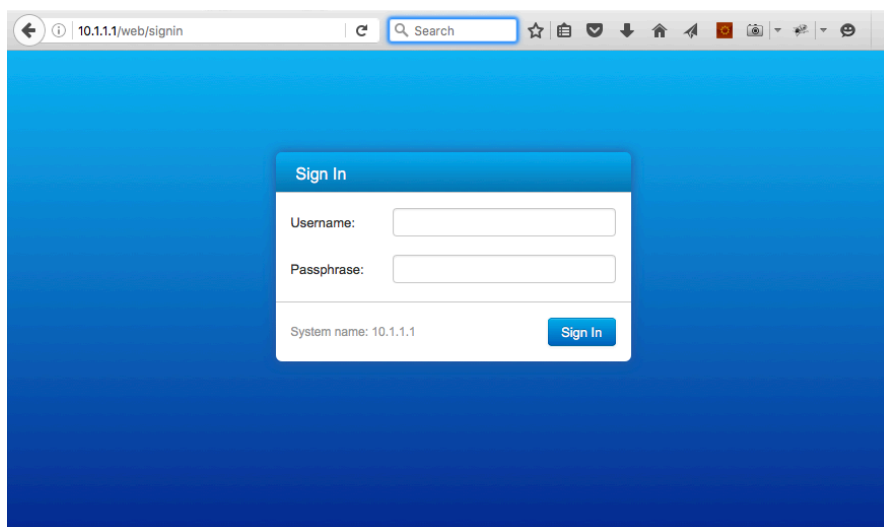 10.1.1.1/web/signin
Search
Sign In
Username:
Passphrase:
System name: 10.1.1.1
Sign In